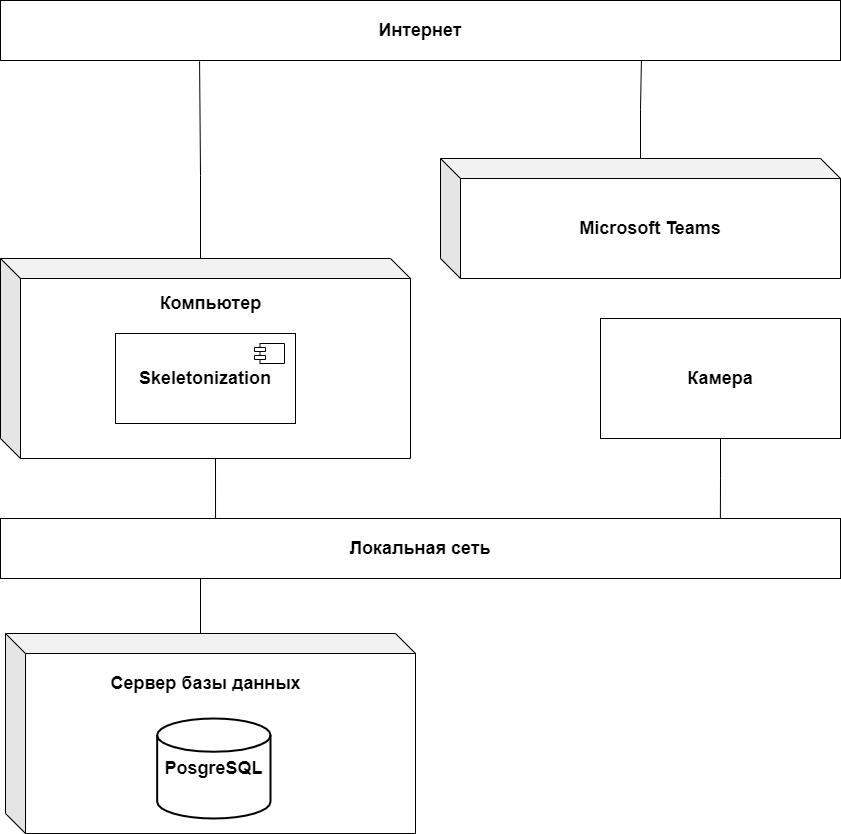 Интернет
Microsoft Teams
Компьютер
Skeletonization
Камера
Локальная сеть
Сервер базы данных
PosgreSQL